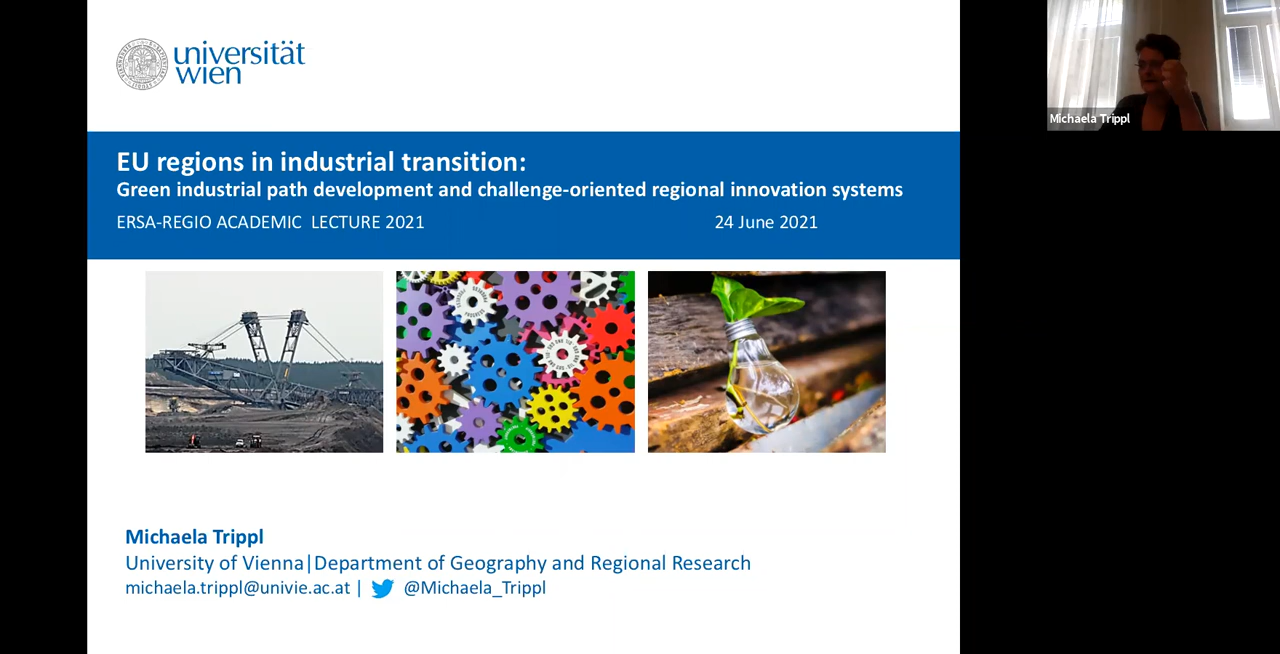 universität
wien
EU regions in industrial transition:
Green industrial path development and challenge-oriented regional innovation systems
ERSA-REGIO ACADEMIC LECTURE 2021
24 June 2021
Michaela Trippl
University of Vienna|Department of Geography and Regional Research
michaela.trippl@univie.ac.at | @Michaela_Trippl
Michaela Trippl